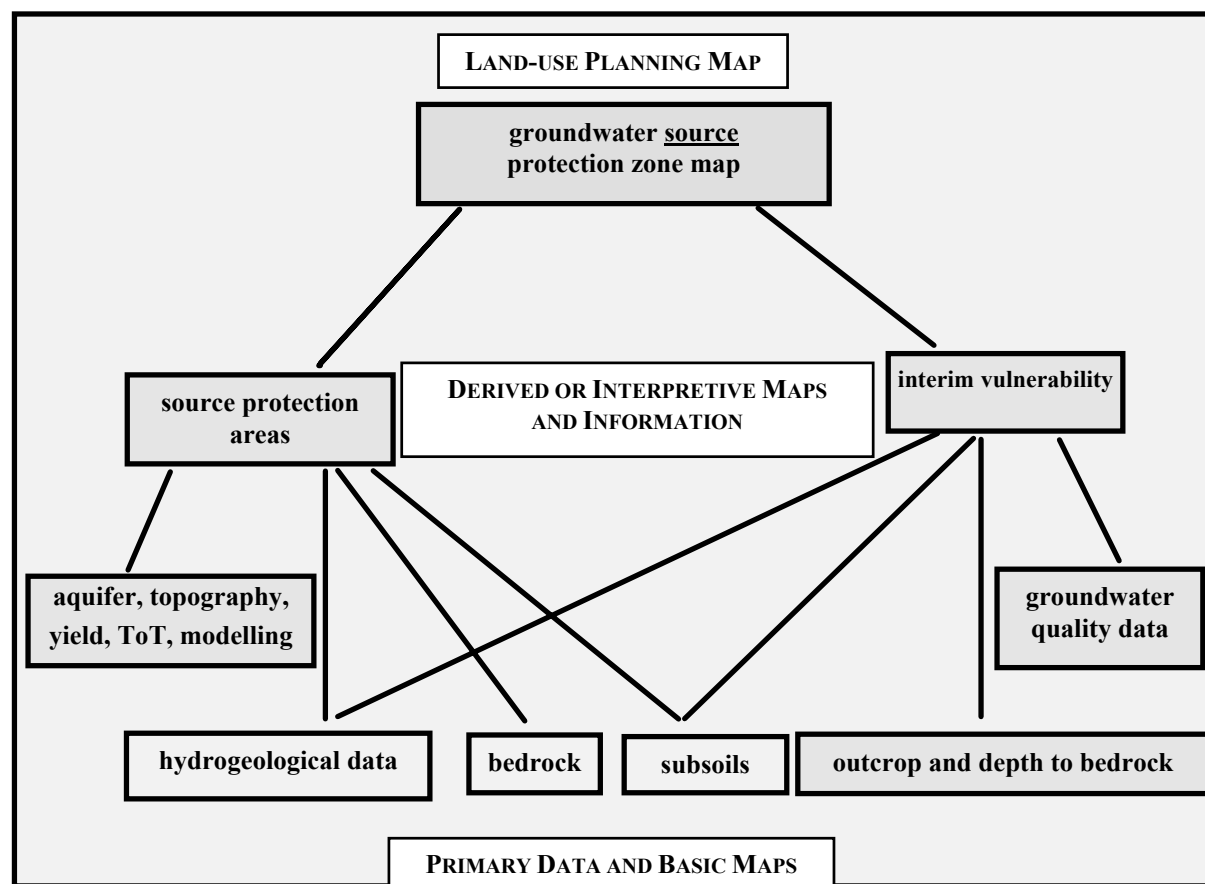 LAND-USE PLANNING MAP
groundwater source
protection zone map
source protection
areas
DERIVED OR INTERPRETIVE MAPS
AND INFORMATION
interim vulnerability
aquifer, topography,
yield, ToT, modelling
groundwater
quality data
hydrogeological data
bedrock
subsoils
outcrop and depth to bedrock
PRIMARY DATA AND BASIC MAPS